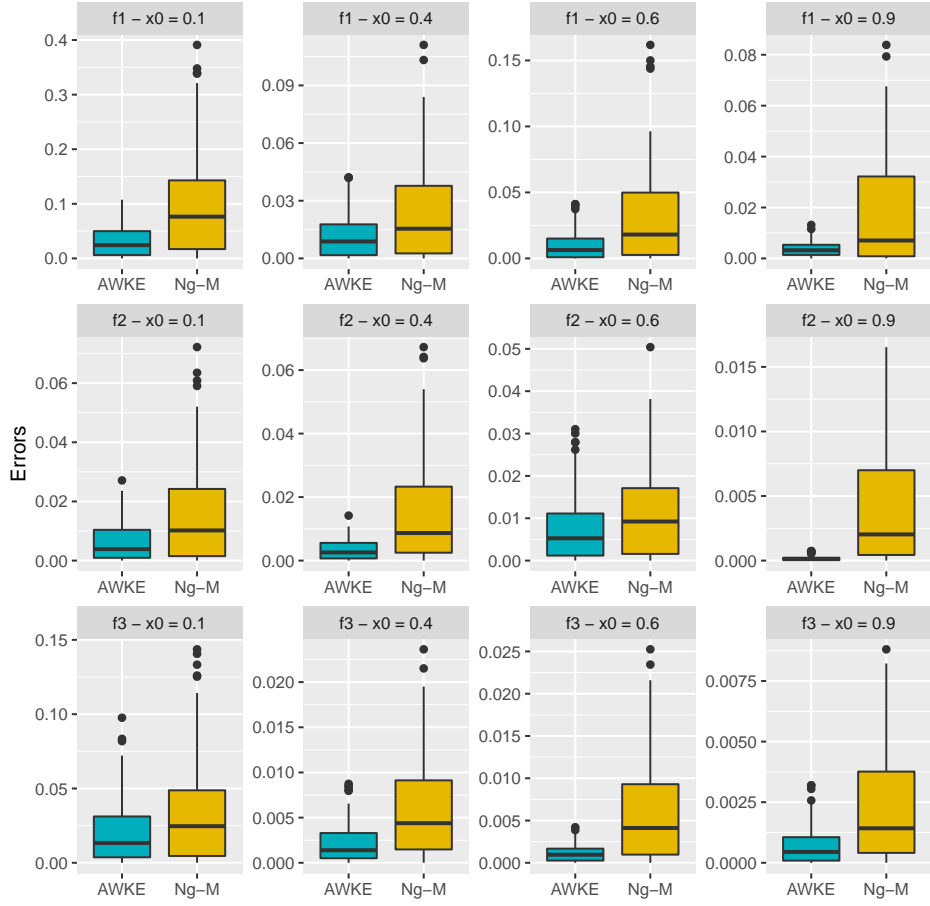 f1 − x0 = 0.1
f1 − x0 = 0.4
f1 − x0 = 0.6
f1 − x0 = 0.9
0.4
0.3
0.2
0.1
0.0
0.09
0.06
0.03
0.00
0.15
0.10
0.05
0.00
0.08
0.06
0.04
0.02
0.00
AWKE Ng−M
AWKE Ng−M
AWKE Ng−M
AWKE Ng−M
Errors
f2 − x0 = 0.1
f2 − x0 = 0.4
f2 − x0 = 0.6
f2 − x0 = 0.9
0.06
0.04
0.02
0.00
0.06
0.04
0.02
0.00
0.05
0.04
0.03
0.02
0.01
0.00
0.015
0.010
0.005
0.000
AWKE Ng−M
AWKE Ng−M
AWKE Ng−M
AWKE Ng−M
f3 − x0 = 0.1
f3 − x0 = 0.4
f3 − x0 = 0.6
f3 − x0 = 0.9
0.15
0.10
0.05
0.00
0.020
0.015
0.010
0.005
0.000
0.025
0.020
0.015
0.010
0.005
0.000
0.0075
0.0050
0.0025
0.0000
AWKE Ng−M
AWKE Ng−M
AWKE Ng−M
AWKE Ng−M